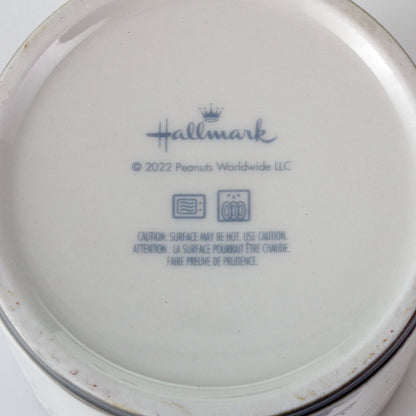 Hallmark
© 2022 Peanuts Worldwide LLC
CAUTION: SURFACE MAY BE HOT. USE CAUTION.
ATTENTION : LA SURFACE POURRAIT ÊTRE CHAUDE.
FAIRE PREUVE DE PRUDENCE.